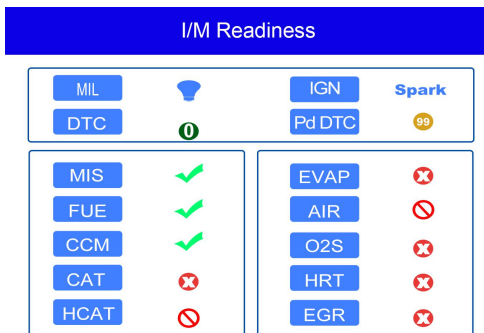 I/M Readiness
MIL IGN Spark
DTC 0 Pd DTC 99
MIS
FUE
CCM
CAT
HCAT
EVAP
AIR
O2S
HRT
EGR